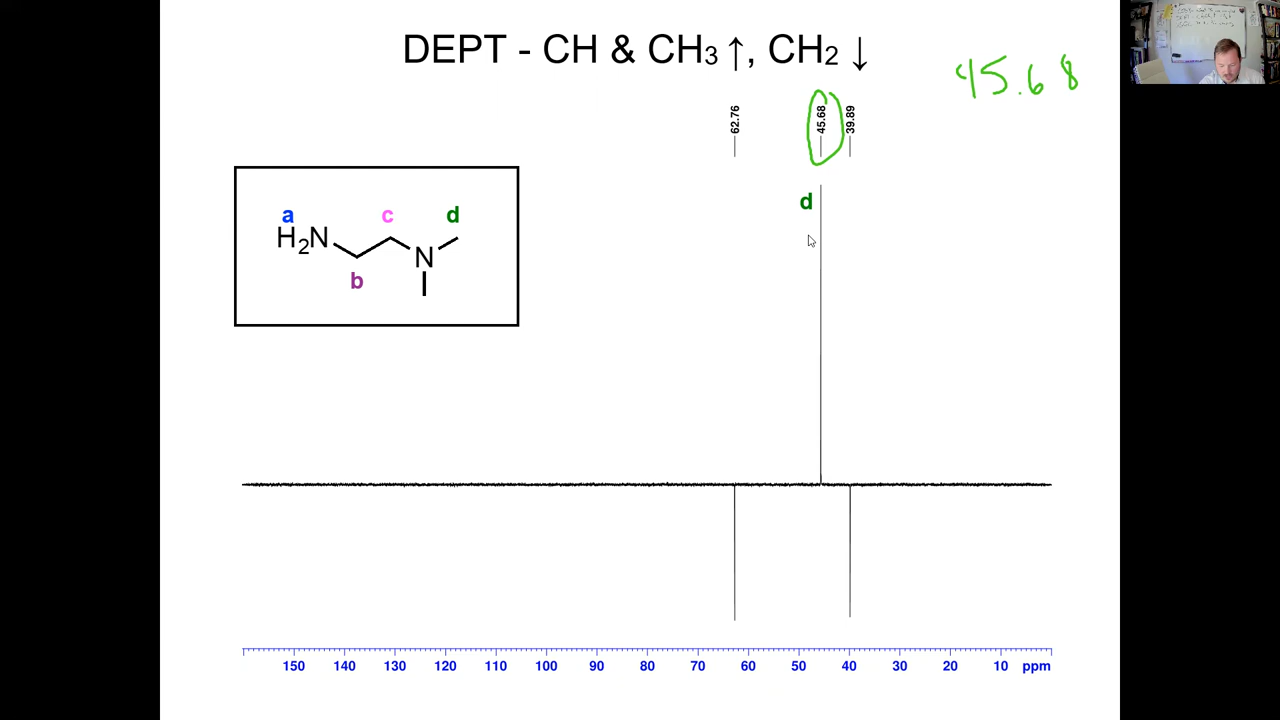 DEPT - CH & CH3 ↑, CH2 ↓
45.68
62.76
45.68
39.89
d
a
c
d
H2N
N
b
150 140 130 120 110 100 90 80 70 60 50 40 30 20 10 ppm